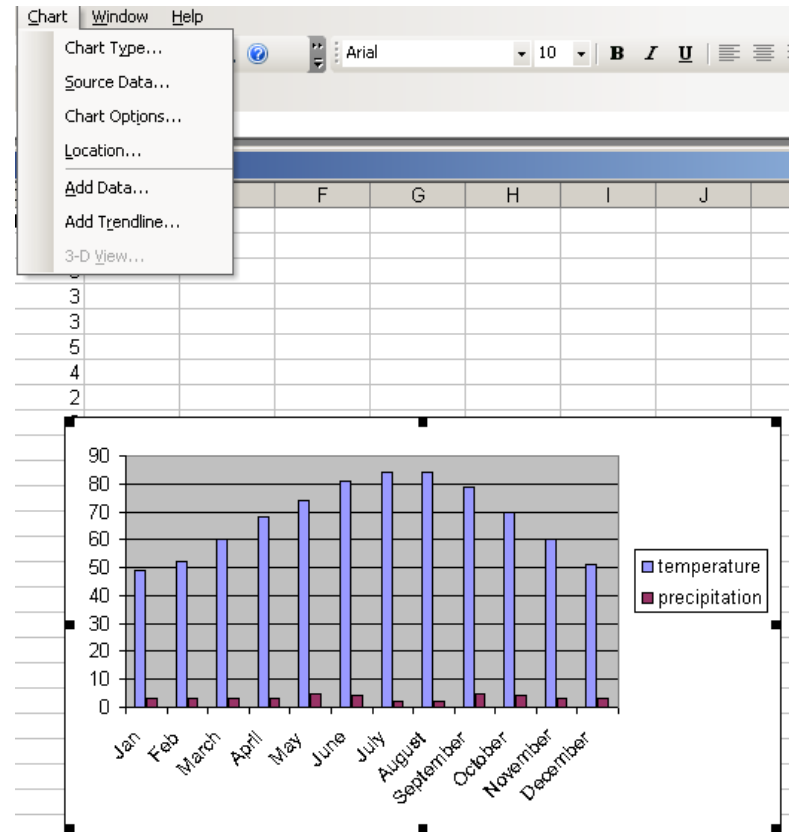 Chart Window Help
Chart Type...
Arial 10 B I U
Source Data...
Chart Options...
Location...
Add Data...
F G H I J
Add Trendline...
3-D View...
3
3
5
4
2
90
80
70
60
50
40
30
20
10
0
temperature
precipitation
Jan Feb March April May June July August September October November December